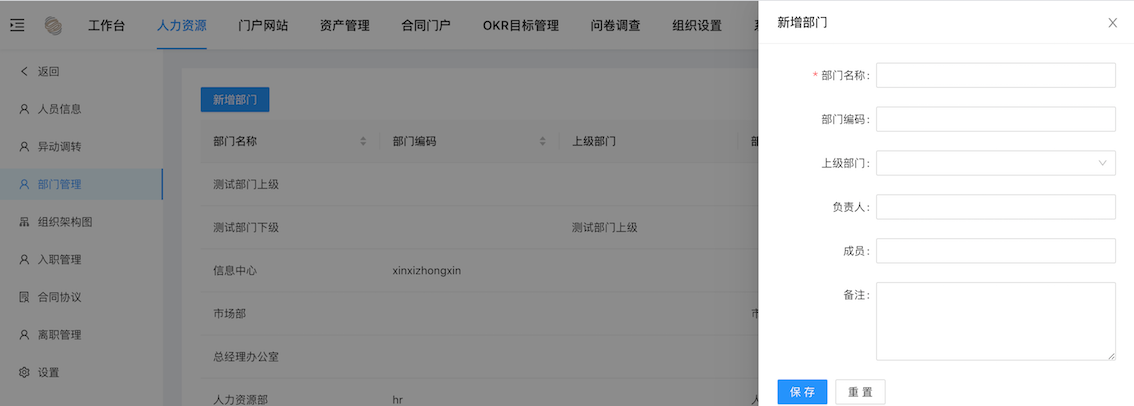 工作台 人力资源 门户网站 资产管理 合同门户 OKR目标管理 问卷调查 组织设置
返回
人员信息
异动调转
部门管理
组织架构图
入职管理
合同协议
离职管理
设置
新增部门
部门名称 部门编码 上级部门
测试部门上级
测试部门下级 测试部门上级
信息中心 xinxizhongxin
市场部
总经理办公室
人力资源部 hr
新增部门
* 部门名称:
部门编码:
上级部门:
负责人:
成员:
备注:
保 存 重 置